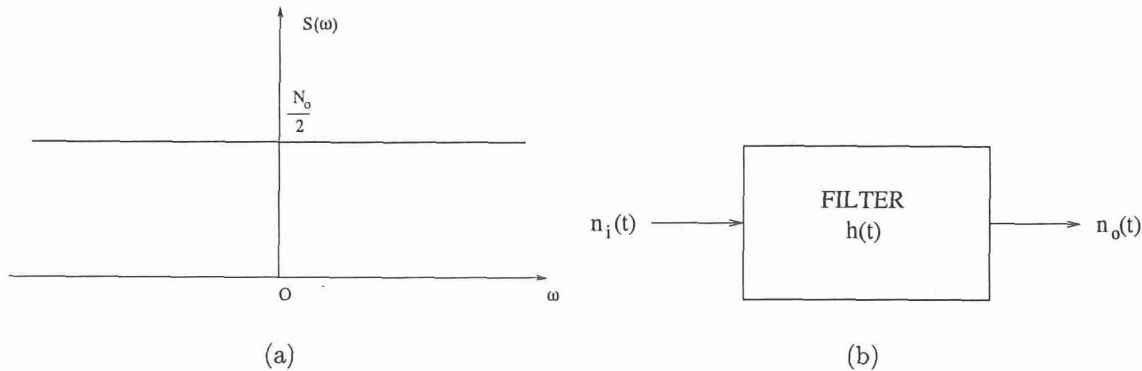 S(ω)
N_o
2
O
ω
(a)
FILTER
h(t)
n_i(t)
n_o(t)
(b)